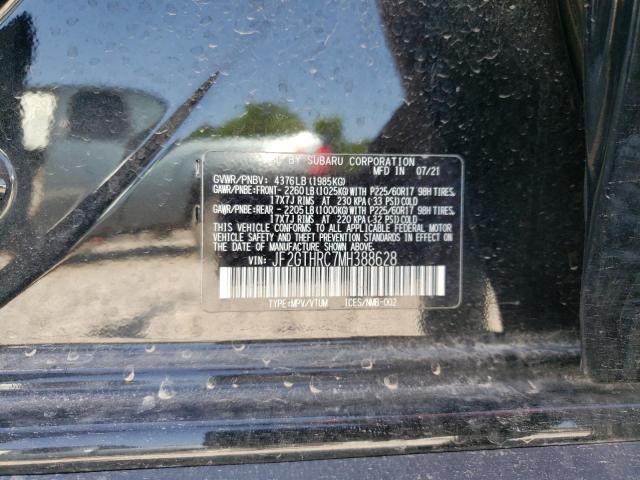 BY SUBARU CORPORATION
MFD IN 07/21
GVWR/PNBV: 4376LB(1985KG)
GAWR/PNBE:FRONT- 2260LB(1025KG)WITH P225/60R17 98H TIRES,
17X7J RIMS AT 230 KPA(33 PSI)COLD
GAWR/PNBE:REAR - 2205LB(1000KG)WITH P225/60R17 98H TIRES,
17X7J RIMS AT 220 KPA(32 PSI)COLD
THIS VEHICLE CONFORMS TO ALL APPLICABLE FEDERAL MOTOR
VEHICLE SAFETY, BUMPER, AND THEFT PREVENTION STANDARDS
IN EFFECT ON THE DATE OF MANUFACTURE SHOWN ABOVE.
VIN: JF2GTHRC7MH388628
TYPE:MPV/VTUM ICES/NMB-002